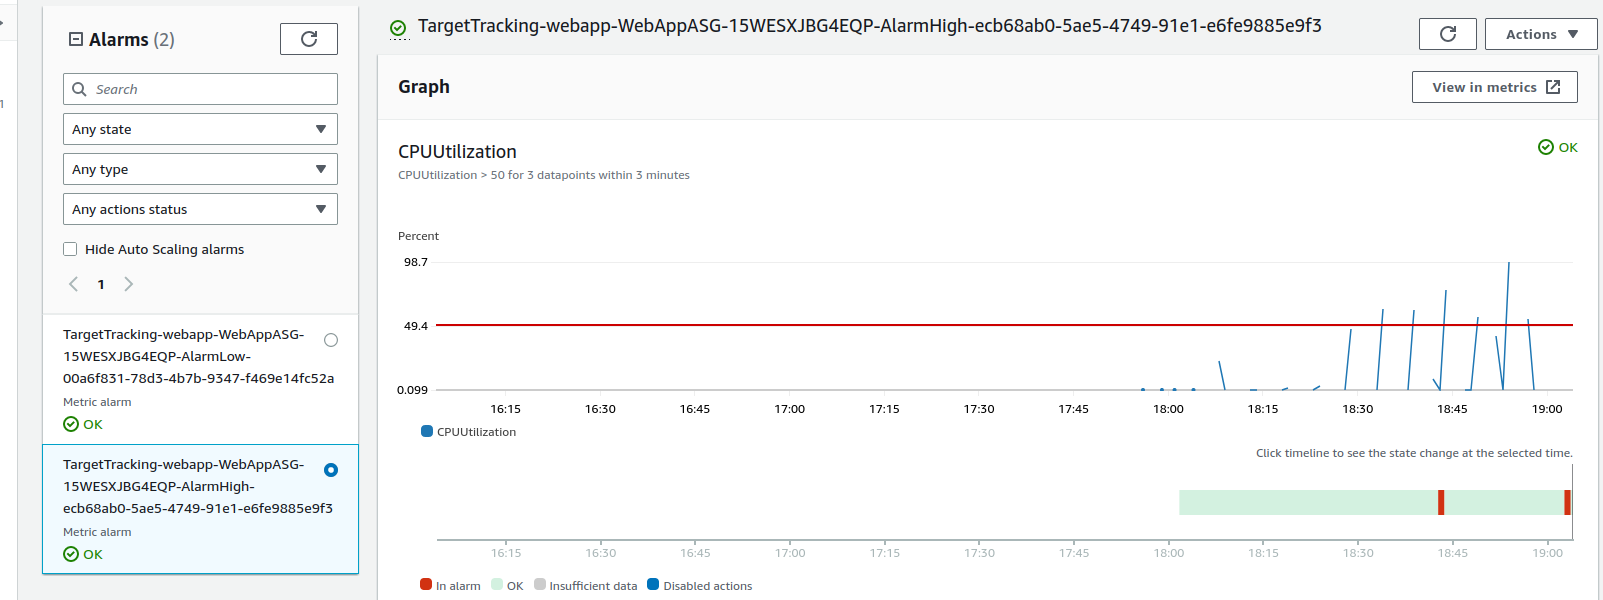 Alarms (2)
Search
Any state
Any type
Any actions status
Hide Auto Scaling alarms
1
TargetTracking-webapp-WebAppASG-
15WESXJBG4EQP-AlarmLow-
00a6f831-78d3-4b7b-9347-f469e14fc52a
Metric alarm
OK
TargetTracking-webapp-WebAppASG-
15WESXJBG4EQP-AlarmHigh-
ecb68ab0-5ae5-4749-91e1-e6fe9885e9f3
Metric alarm
OK
TargetTracking-webapp-WebAppASG-15WESXJBG4EQP-AlarmHigh-ecb68ab0-5ae5-4749-91e1-e6fe9885e9f3
Actions
Graph
View in metrics
CPUUtilization
OK
CPUUtilization > 50 for 3 datapoints within 3 minutes
Percent
98.7
49.4
0.099
16:15 16:30 16:45 17:00 17:15 17:30 17:45 18:00 18:15 18:30 18:45 19:00
CPUUtilization
Click timeline to see the state change at the selected time.
16:15 16:30 16:45 17:00 17:15 17:30 17:45 18:00 18:15 18:30 18:45 19:00
In alarm OK Insufficient data Disabled actions